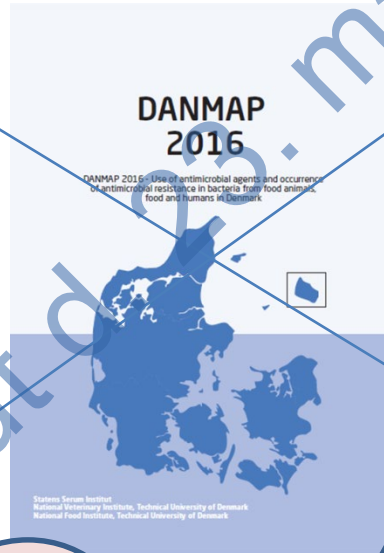 DANMAP
2016
DANMAP 2016 - Use of antimicrobial agents and occurrence
of antimicrobial resistance in bacteria from food animals,
food and humans in Denmark
Statens Serum Institut
National Veterinary Institute, Technical University of Denmark
National Food Institute, Technical University of Denmark
at d. 23. m